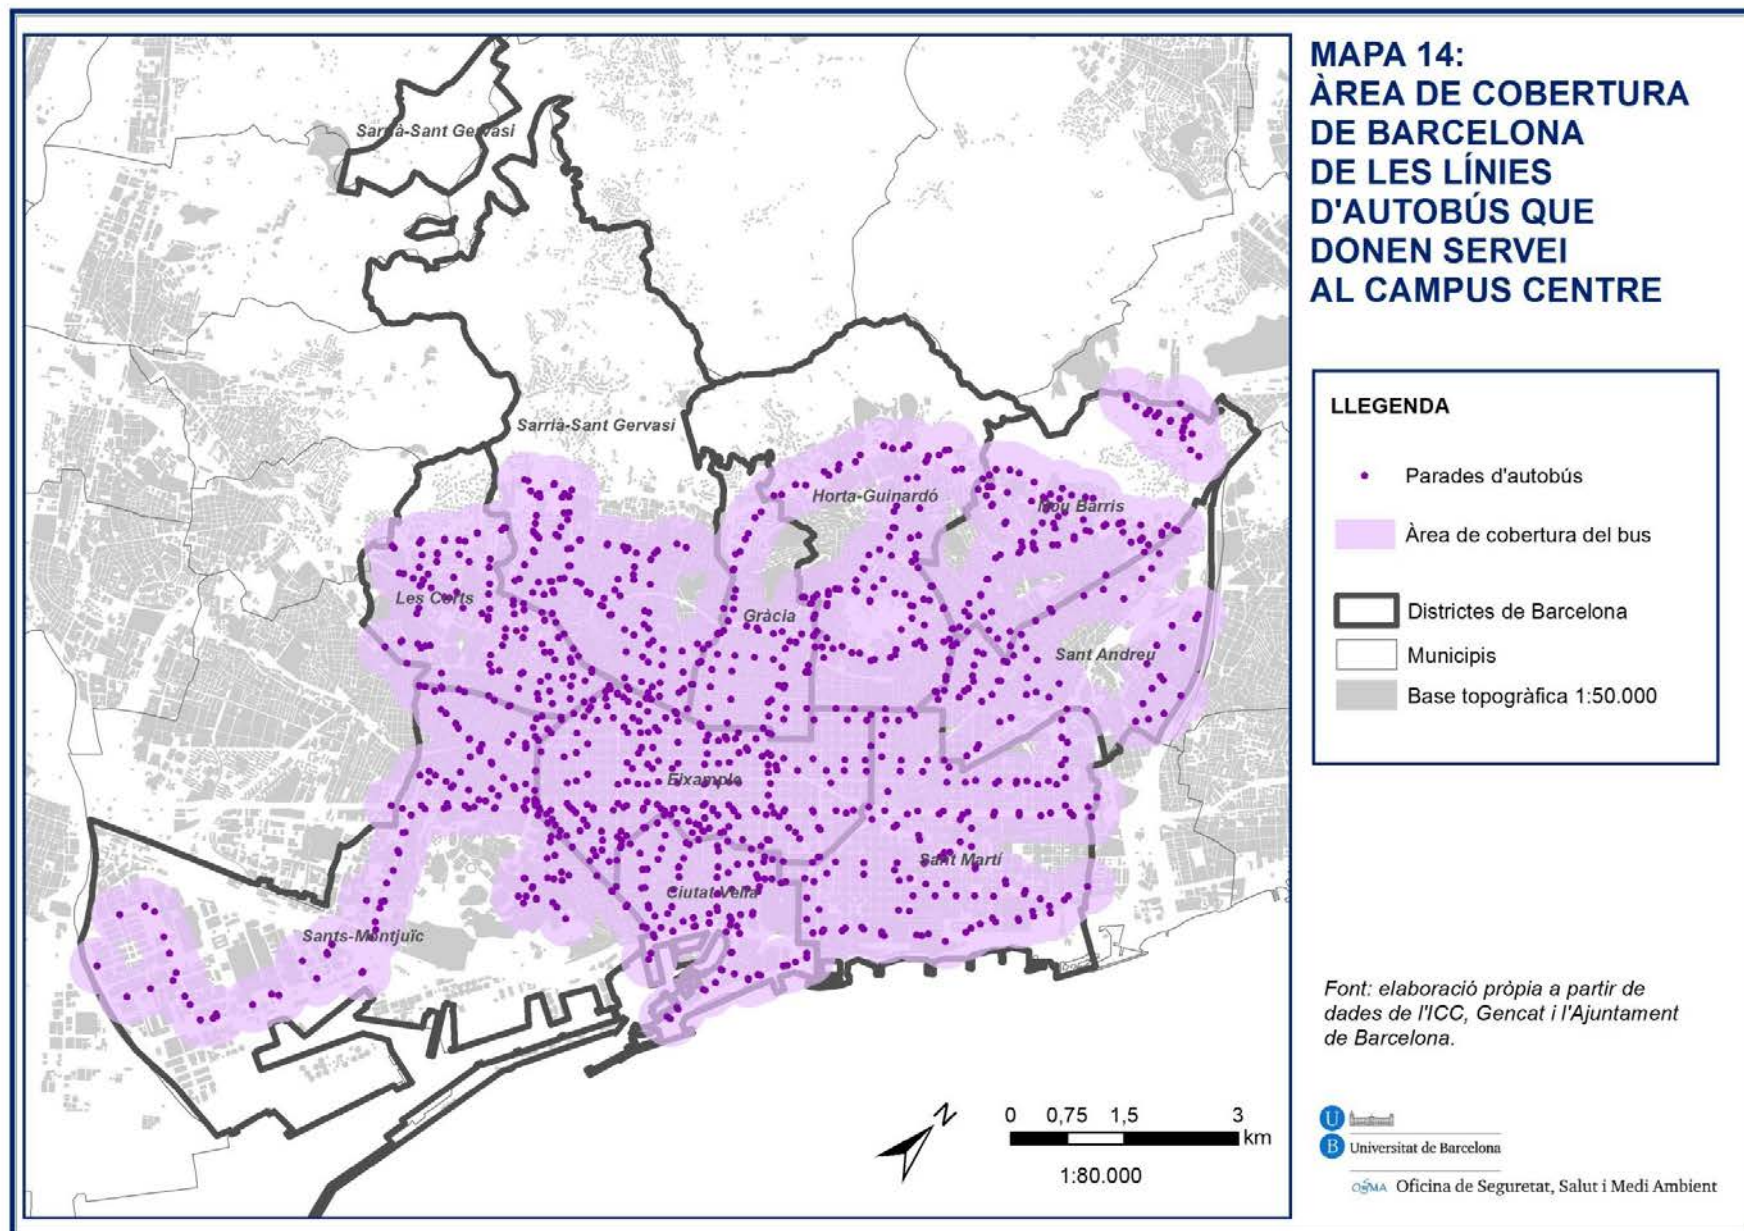 MAPA 14:
ÀREA DE COBERTURA
DE BARCELONA
DE LES LÍNIES
D'AUTOBÚS QUE
DONEN SERVEI
AL CAMPUS CENTRE
LLEGENDA
Parades d'autobús
Àrea de cobertura del bus
Districtes de Barcelona
Municipis
Base topogràfica 1:50.000
Sarrià-Sant Gervasi
Sarrià-Sant Gervasi
Horta-Guinardó
Nou Barris
Les Corts
Gràcia
Sant Andreu
Eixample
Sant Martí
Ciutat Vella
Sants-Montjuïc
N
0 0,75 1,5 3
km
1:80.000
Font: elaboració pròpia a partir de
dades de l'ICC, Gencat i l'Ajuntament
de Barcelona.
U
B Universitat de Barcelona
OSSMA Oficina de Seguretat, Salut i Medi Ambient